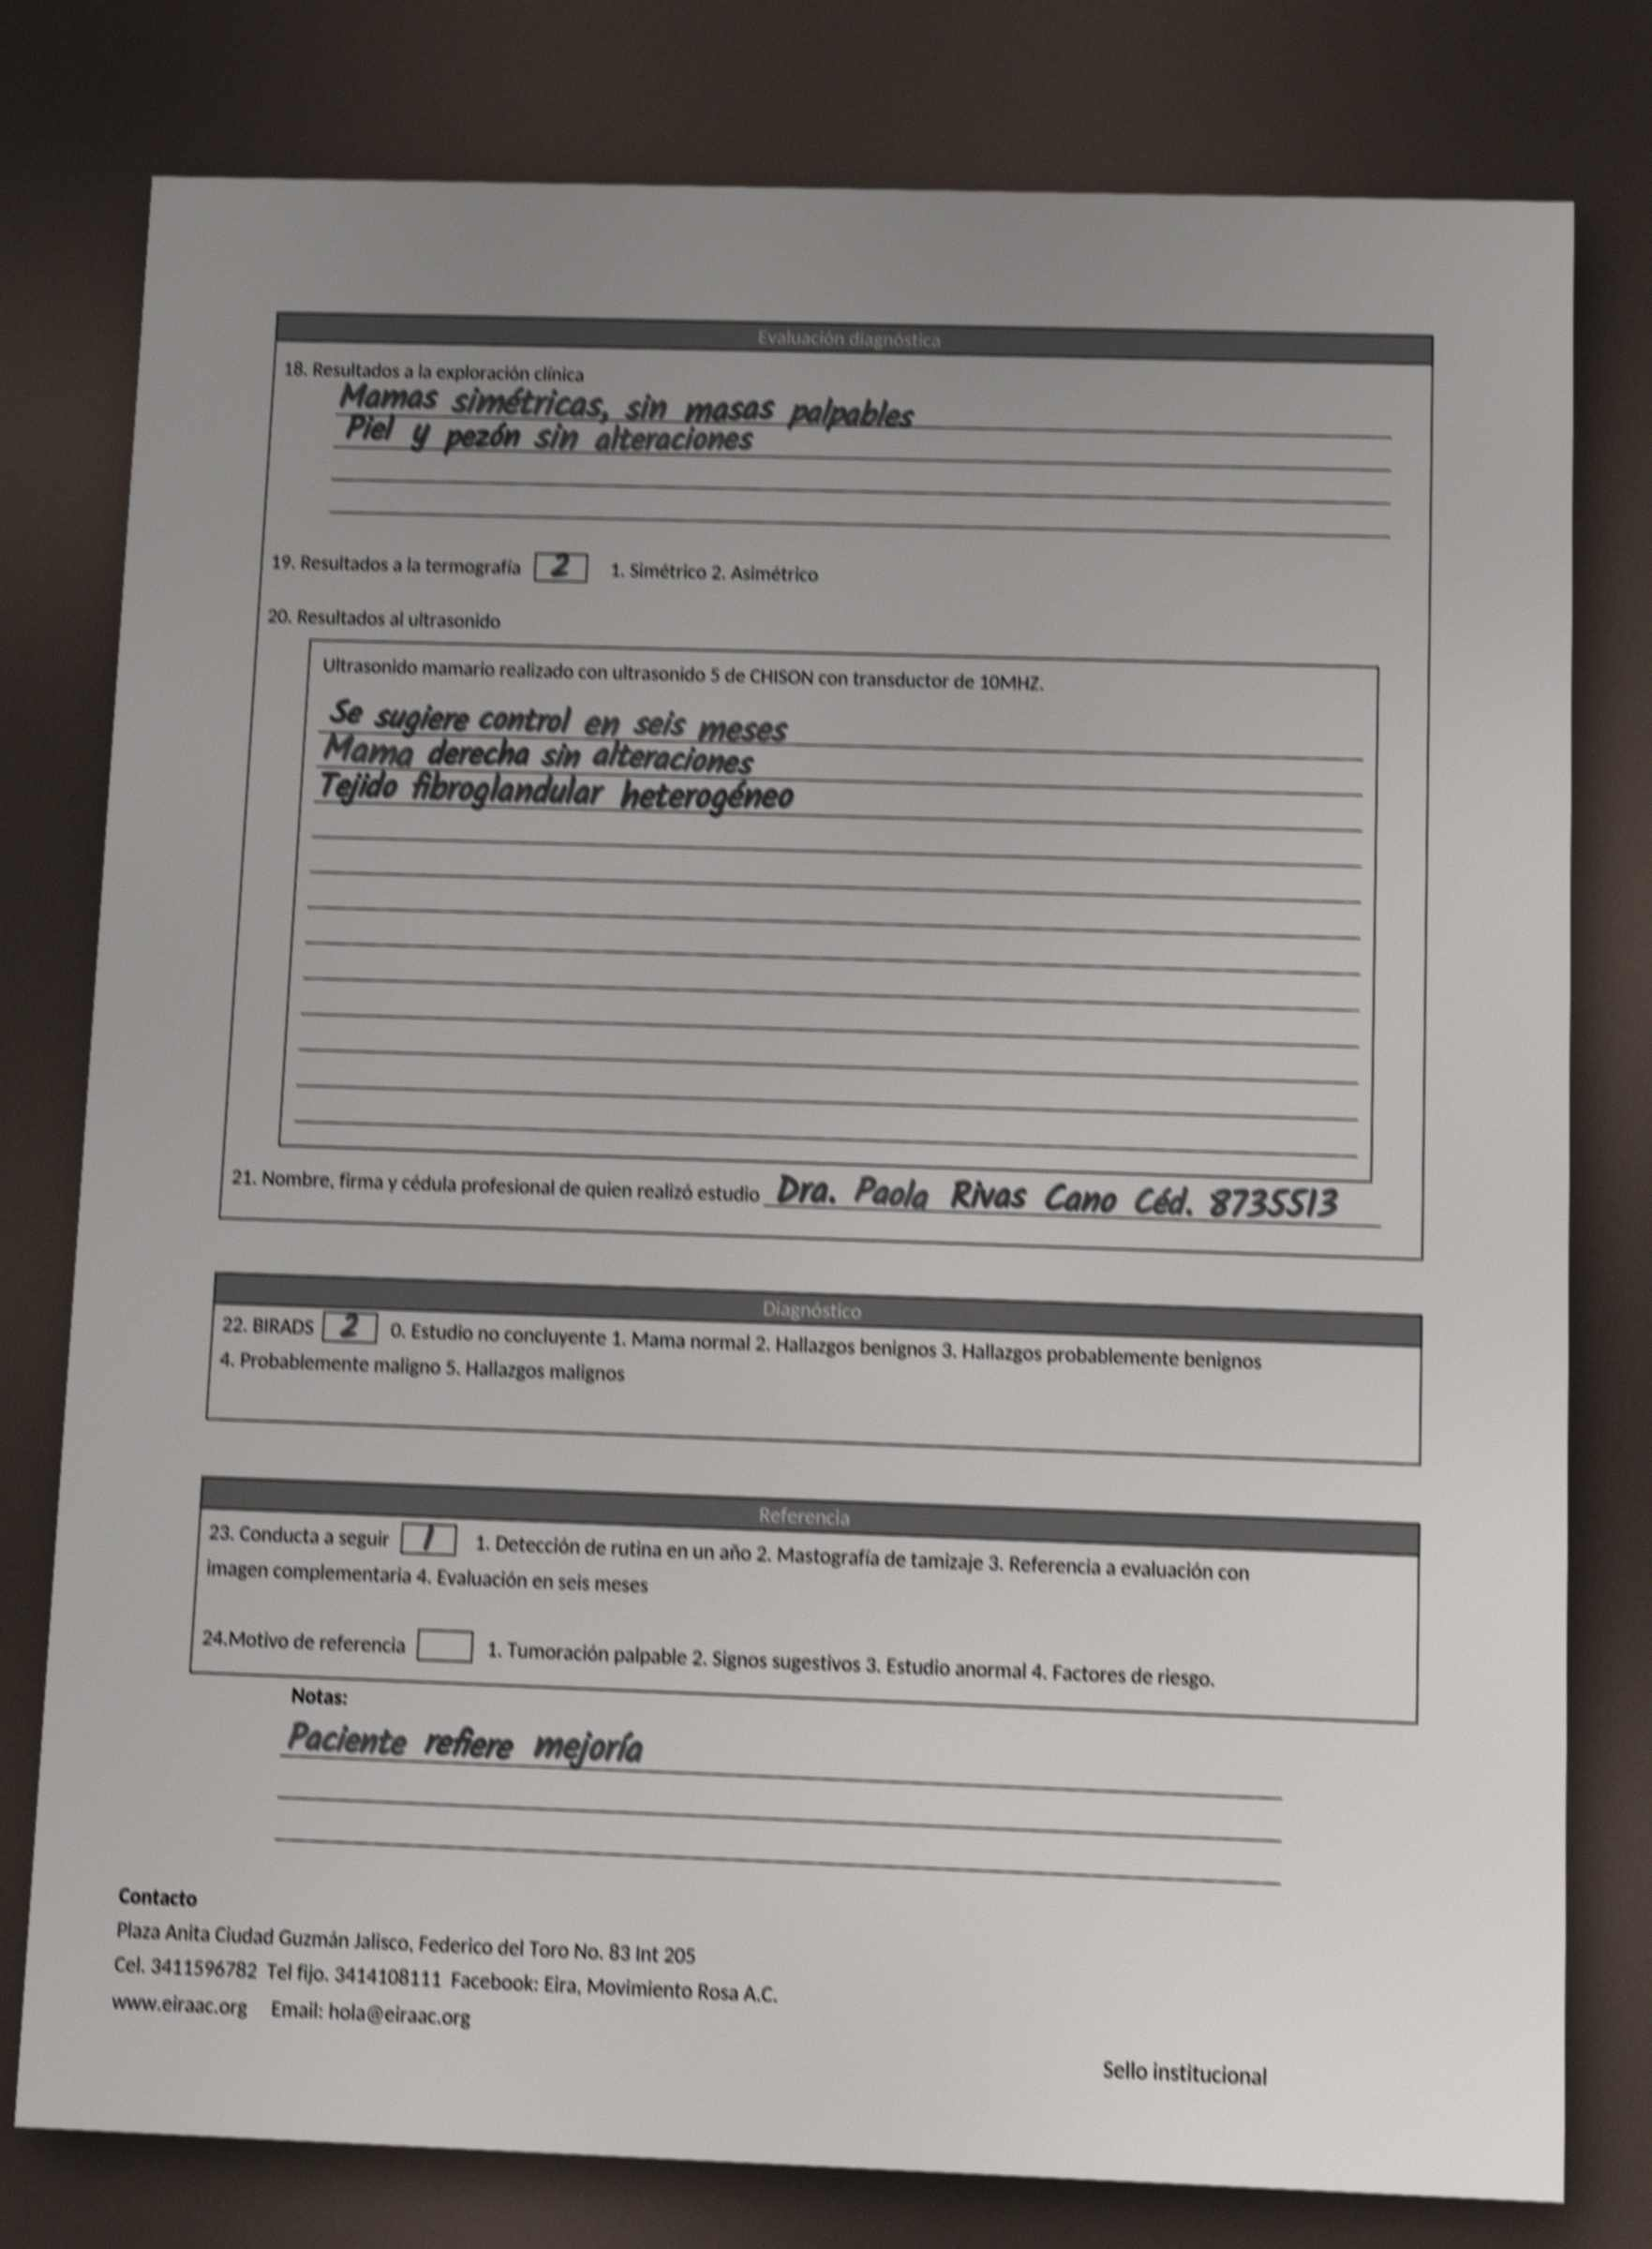 Evaluación diagnóstica
18. Resultados a la exploración clínica
Mamas simétricas, sin masas palpables
Piel y pezón sin alteraciones
19. Resultados a la termografía 2 1. Simétrico 2. Asimétrico
20. Resultados al ultrasonido
Ultrasonido mamario realizado con ultrasonido 5 de CHISON con transductor de 10MHZ.
Se sugiere control en seis meses
Mama derecha sin alteraciones
Tejido fibroglandular heterogéneo
21. Nombre, firma y cédula profesional de quien realizó estudio Dra. Paola Rivas Cano Céd. 8735513
Diagnóstico
22. BIRADS 2 0. Estudio no concluyente 1. Mama normal 2. Hallazgos benignos 3. Hallazgos probablemente benignos
4. Probablemente maligno 5. Hallazgos malignos
Referencia
23. Conducta a seguir 1 1. Detección de rutina en un año 2. Mastografía de tamizaje 3. Referencia a evaluación con
imagen complementaria 4. Evaluación en seis meses
24.Motivo de referencia 1. Tumoración palpable 2. Signos sugestivos 3. Estudio anormal 4. Factores de riesgo.
Notas:
Paciente refiere mejoría
Contacto
Plaza Anita Ciudad Guzmán Jalisco, Federico del Toro No. 83 Int 205
Cel. 3411596782 Tel fijo. 3414108111 Facebook: Eira, Movimiento Rosa A.C.
www.eiraac.org Email: hola@eiraac.org
Sello institucional